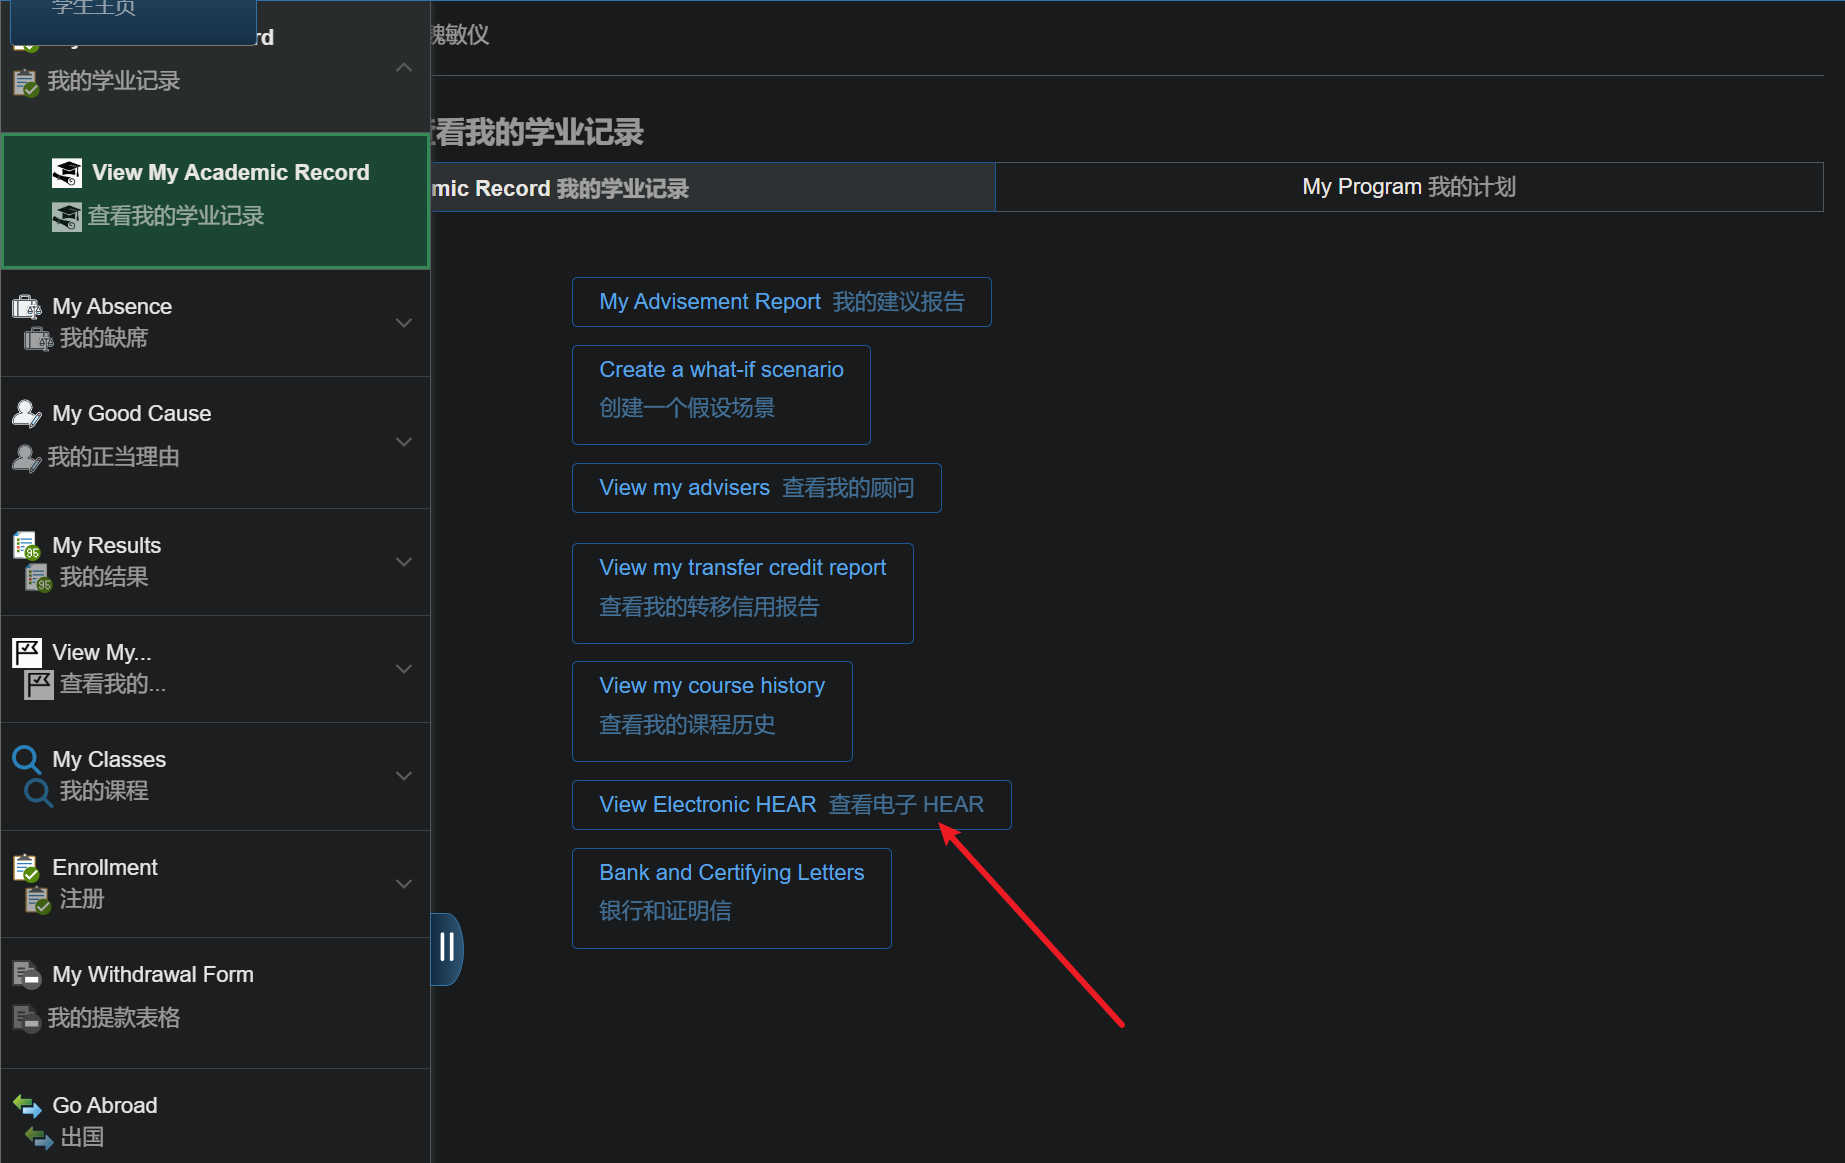 学生主页
rd
我的学业记录
View My Academic Record
查看我的学业记录
My Absence
我的缺席
My Good Cause
我的正当理由
My Results
我的结果
View My...
查看我的...
My Classes
我的课程
Enrollment
注册
My Withdrawal Form
我的提款表格
Go Abroad
出国
魏敏仪
查看我的学业记录
mic Record 我的学业记录
My Program 我的计划
My Advisement Report 我的建议报告
Create a what-if scenario
创建一个假设场景
View my advisers 查看我的顾问
View my transfer credit report
查看我的转移信用报告
View my course history
查看我的课程历史
View Electronic HEAR 查看电子 HEAR
Bank and Certifying Letters
银行和证明信